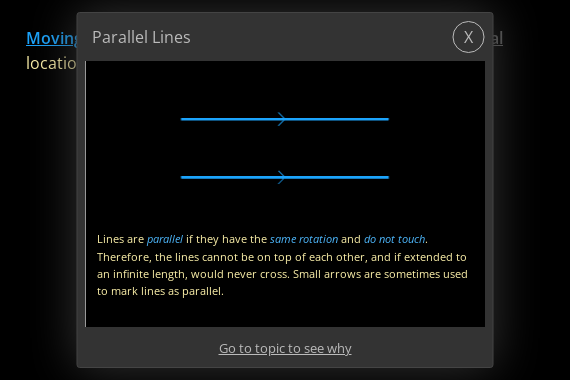 Parallel Lines
X
Moving
al
locatio
Lines are parallel if they have the same rotation and do not touch.
Therefore, the lines cannot be on top of each other, and if extended to
an infinite length, would never cross. Small arrows are sometimes used
to mark lines as parallel.
Go to topic to see why